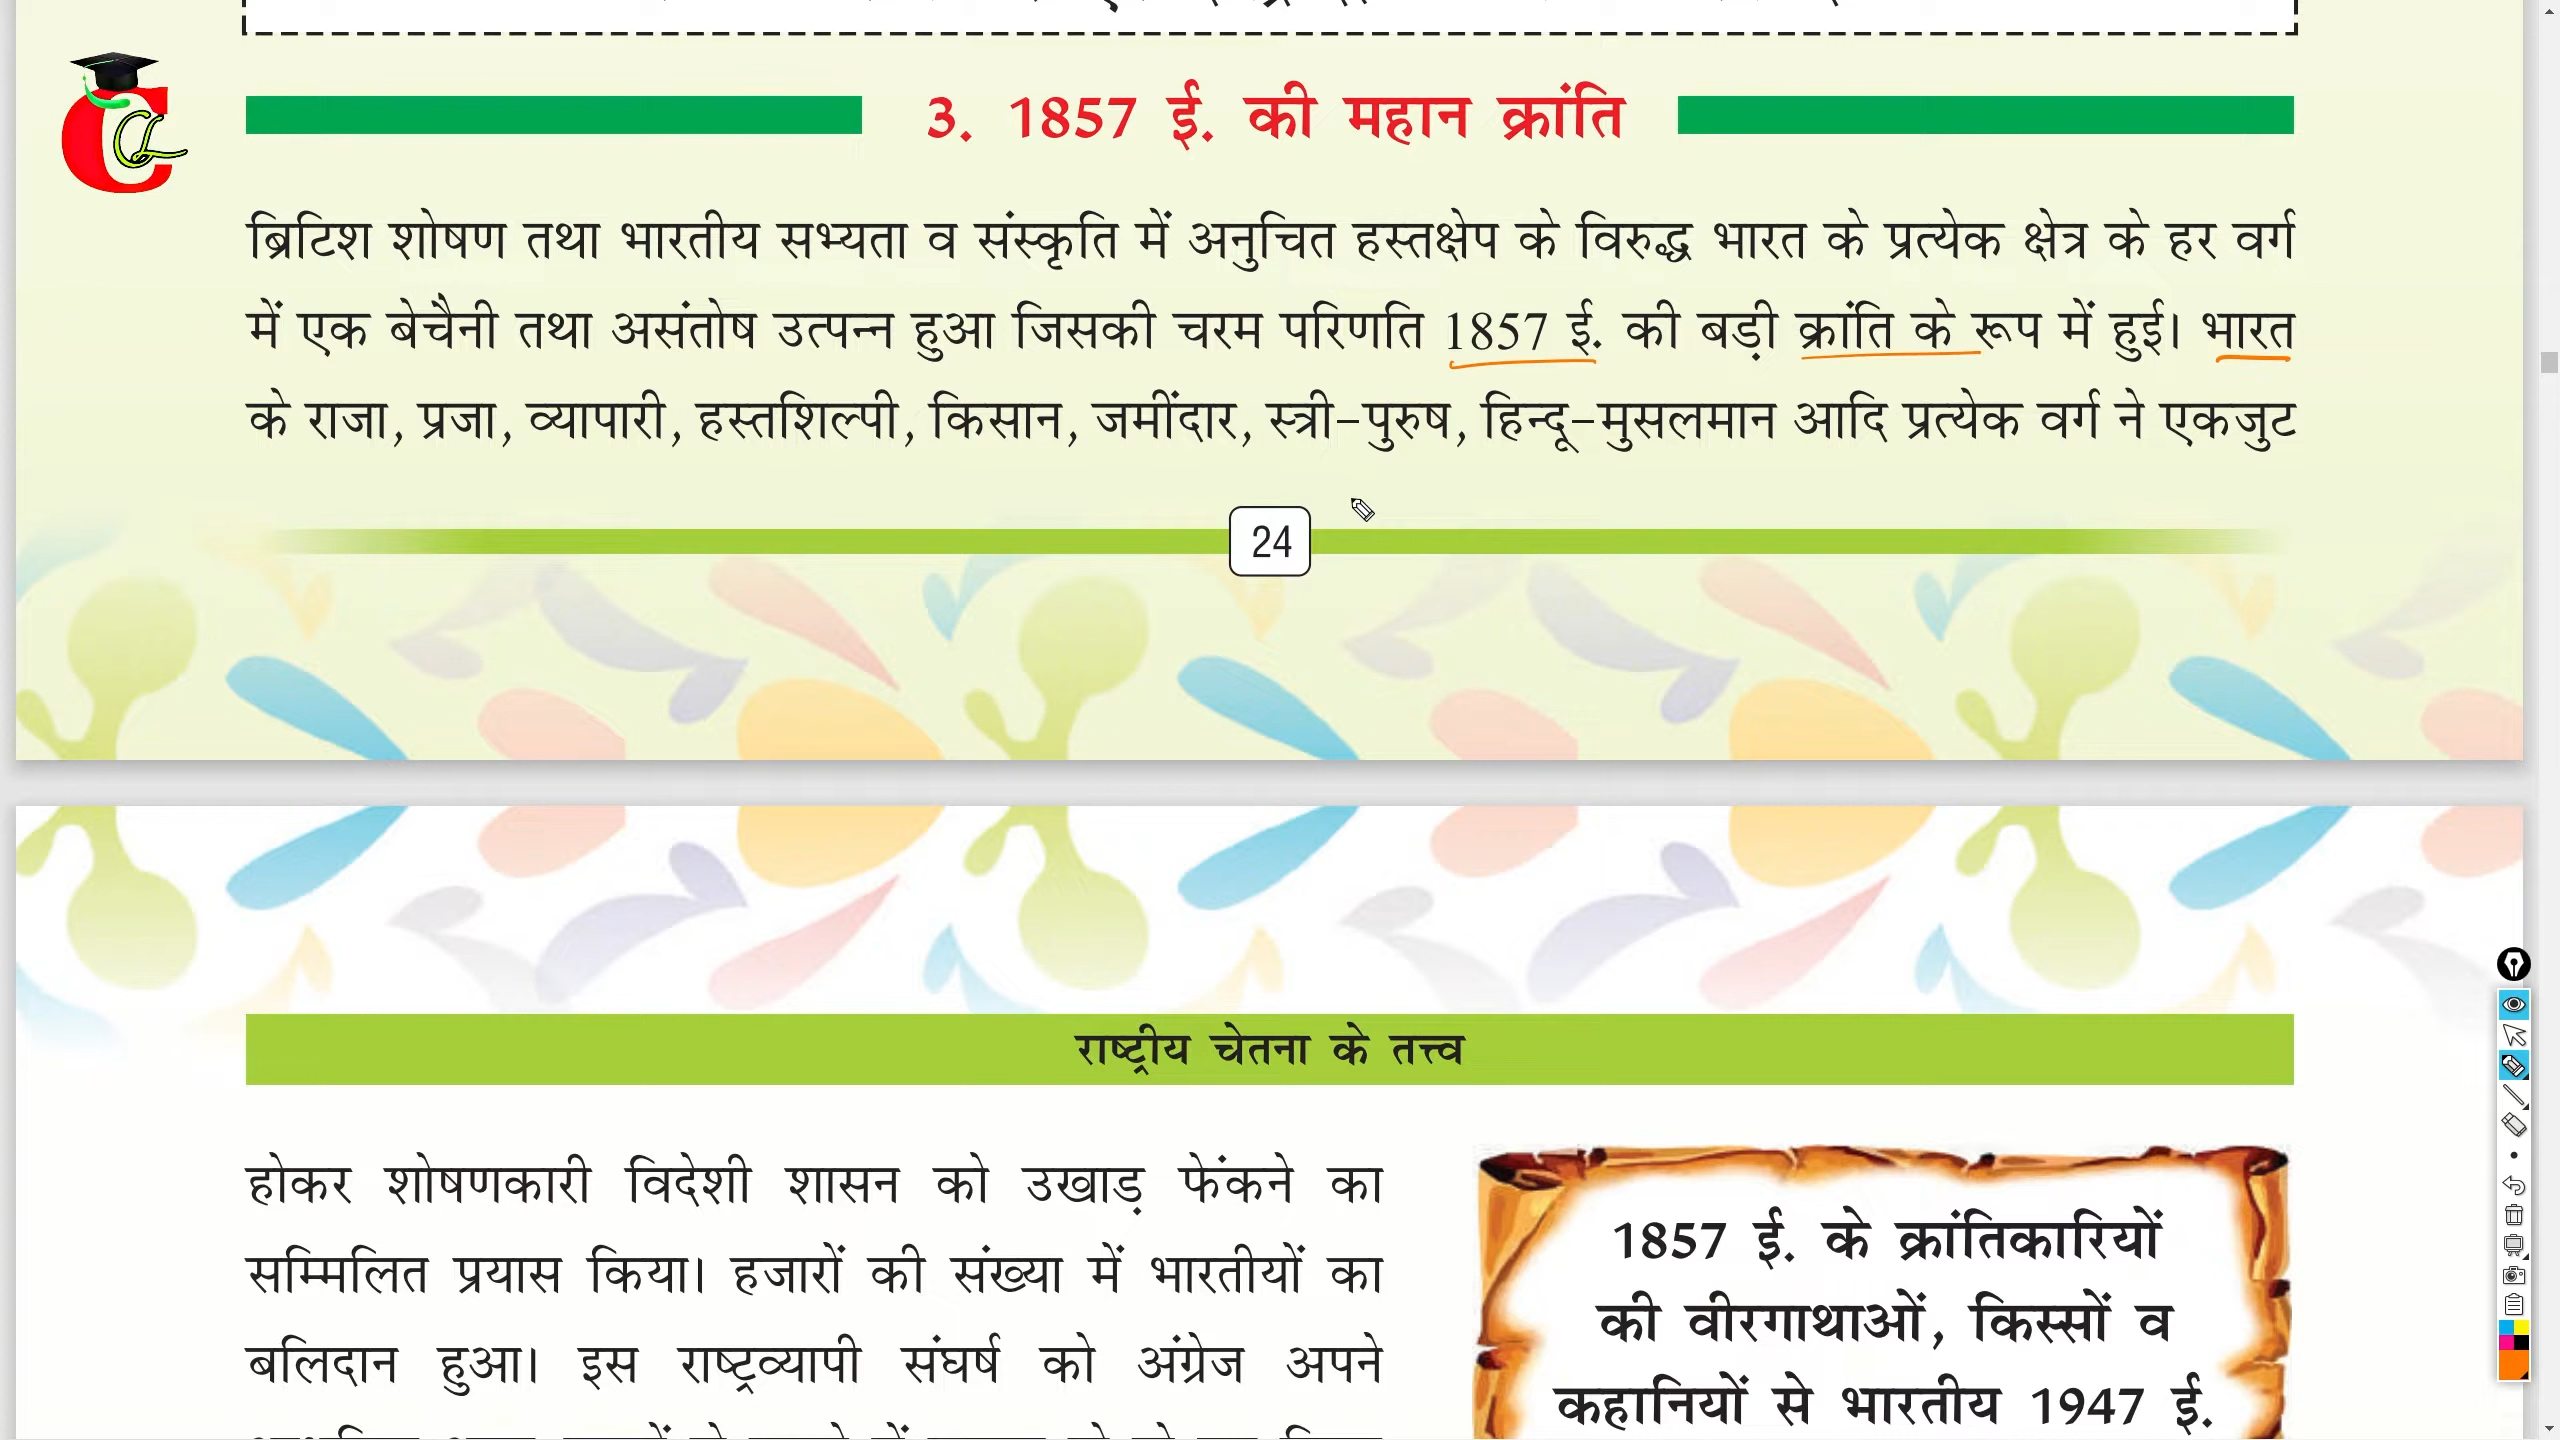 3. 1857 ई. की महान क्रांति
ब्रिटिश शोषण तथा भारतीय सभ्यता व संस्कृति में अनुचित हस्तक्षेप के विरुद्ध भारत के प्रत्येक क्षेत्र के हर वर्ग
में एक बेचैनी तथा असंतोष उत्पन्न हुआ जिसकी चरम परिणति 1857 ई. की बड़ी क्रांति के रूप में हुई। भारत
के राजा, प्रजा, व्यापारी, हस्तशिल्पी, किसान, जमींदार, स्त्री-पुरुष, हिन्दू-मुसलमान आदि प्रत्येक वर्ग ने एकजुट
24
राष्ट्रीय चेतना के तत्त्व
होकर शोषणकारी विदेशी शासन को उखाड़ फेंकने का
सम्मिलित प्रयास किया। हजारों की संख्या में भारतीयों का
बलिदान हुआ। इस राष्ट्रव्यापी संघर्ष को अंग्रेज अपने
1857 ई. के क्रांतिकारियों
की वीरगाथाओं, किस्सों व
कहानियों से भारतीय 1947 ई.